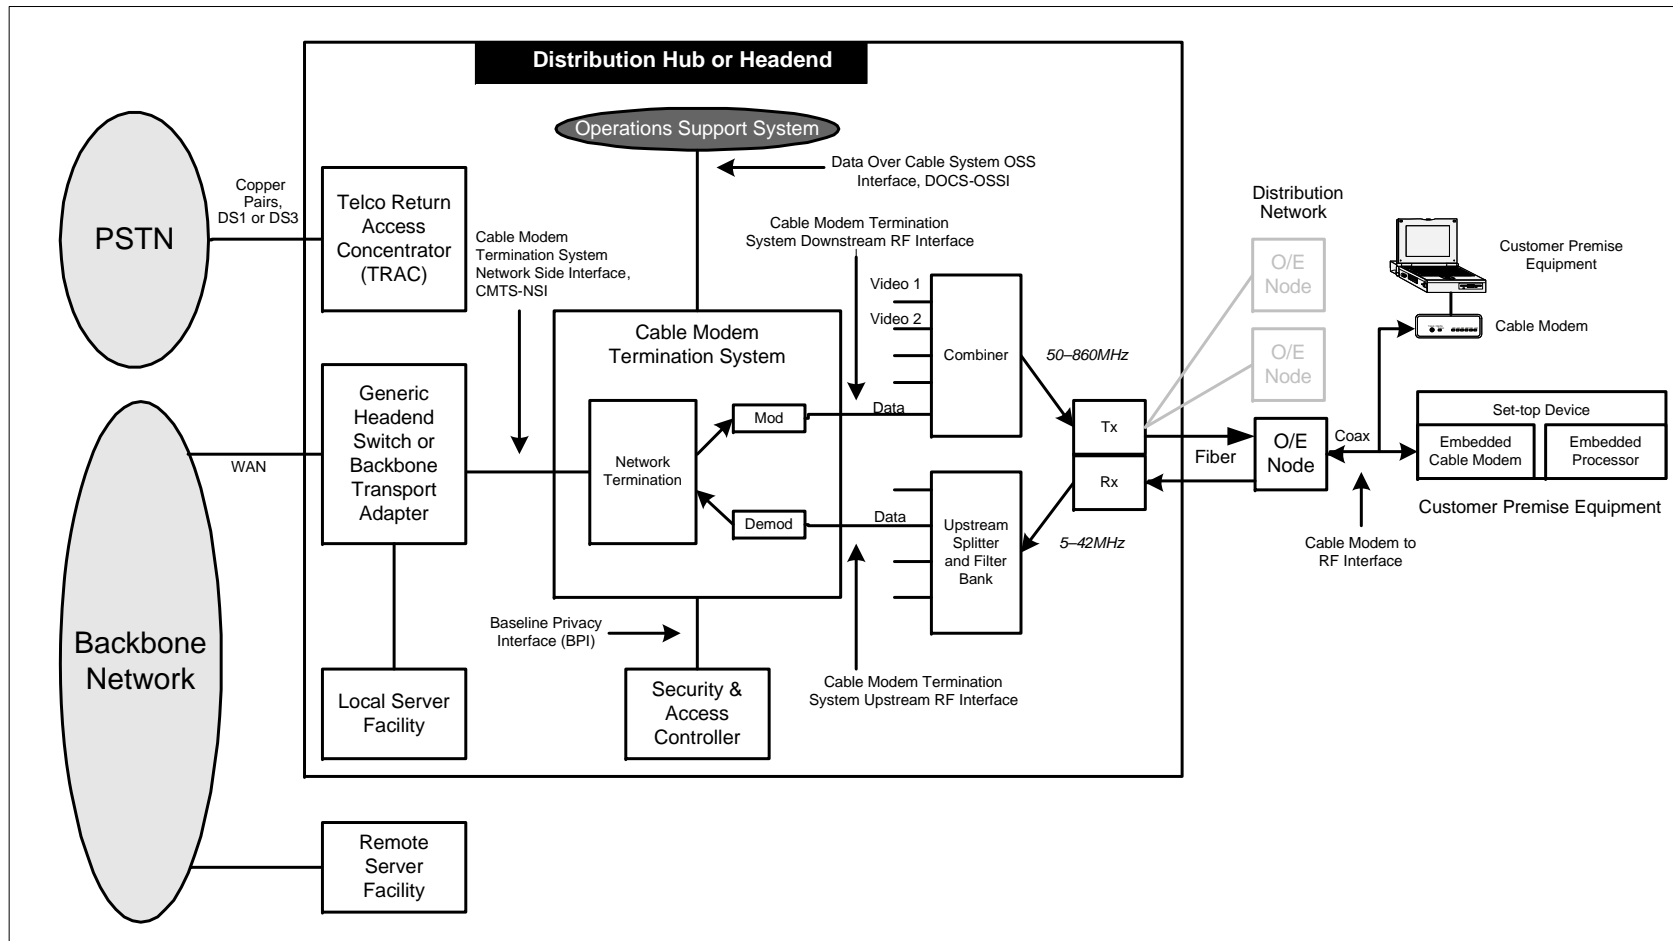 Distribution Hub or Headend
Operations Support System
Data Over Cable System OSS
Interface, DOCS-OSSI
PSTN
Copper
Pairs,
DS1 or DS3
Telco Return
Access
Concentrator
(TRAC)
Cable Modem
Termination System
Network Side Interface,
CMTS-NSI
Cable Modem Termination
System Downstream RF Interface
Distribution
Network
O/E
Node
O/E
Node
Customer Premise
Equipment
Cable Modem
Video 1
Video 2
Combiner
Data
50–860MHz
Cable Modem
Termination System
Network
Termination
Mod
Demod
Generic
Headend
Switch or
Backbone
Transport
Adapter
WAN
Backbone
Network
Tx
Rx
Fiber
O/E
Node
Coax
Set-top Device
Embedded
Cable Modem
Embedded
Processor
Customer Premise Equipment
Cable Modem to
RF Interface
Data
Upstream
Splitter
and Filter
Bank
5–42MHz
Baseline Privacy
Interface (BPI)
Cable Modem Termination
System Upstream RF Interface
Local Server
Facility
Security &
Access
Controller
Remote
Server
Facility